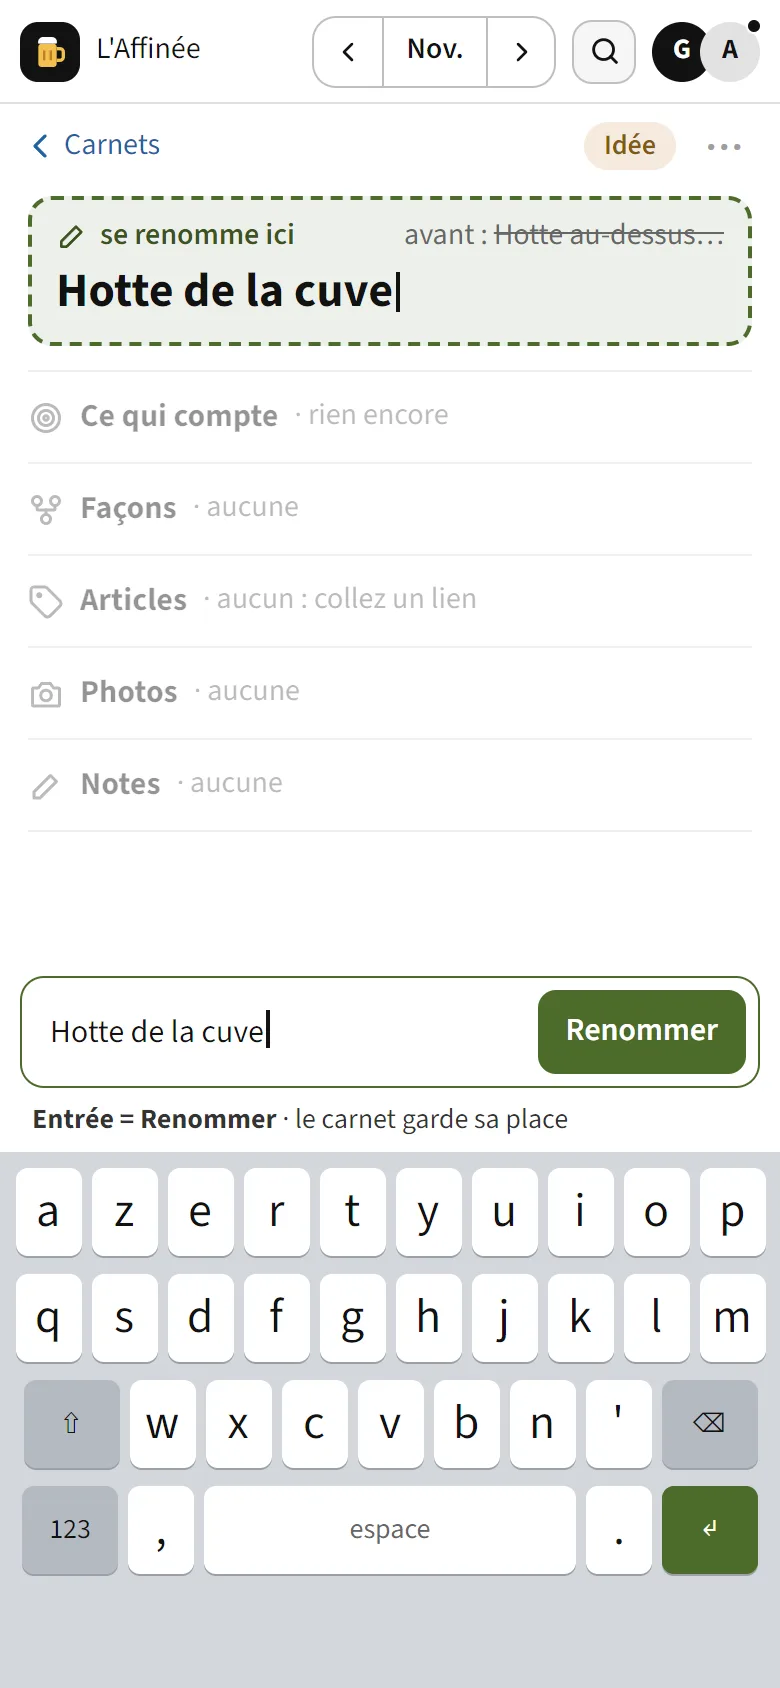 L'Affinée
Nov.
G
A
Carnets
Idée
se renomme ici
avant : Hotte au-dessus…
Hotte de la cuve
Ce qui compte · rien encore
Façons · aucune
Articles · aucun : collez un lien
Photos · aucune
Notes · aucune
Hotte de la cuve
Renommer
Entrée = Renommer · le carnet garde sa place
a z e r t y u i o p
q s d f g h j k l m
⇧ w x c v b n ' ⌫
123 , espace . ↲